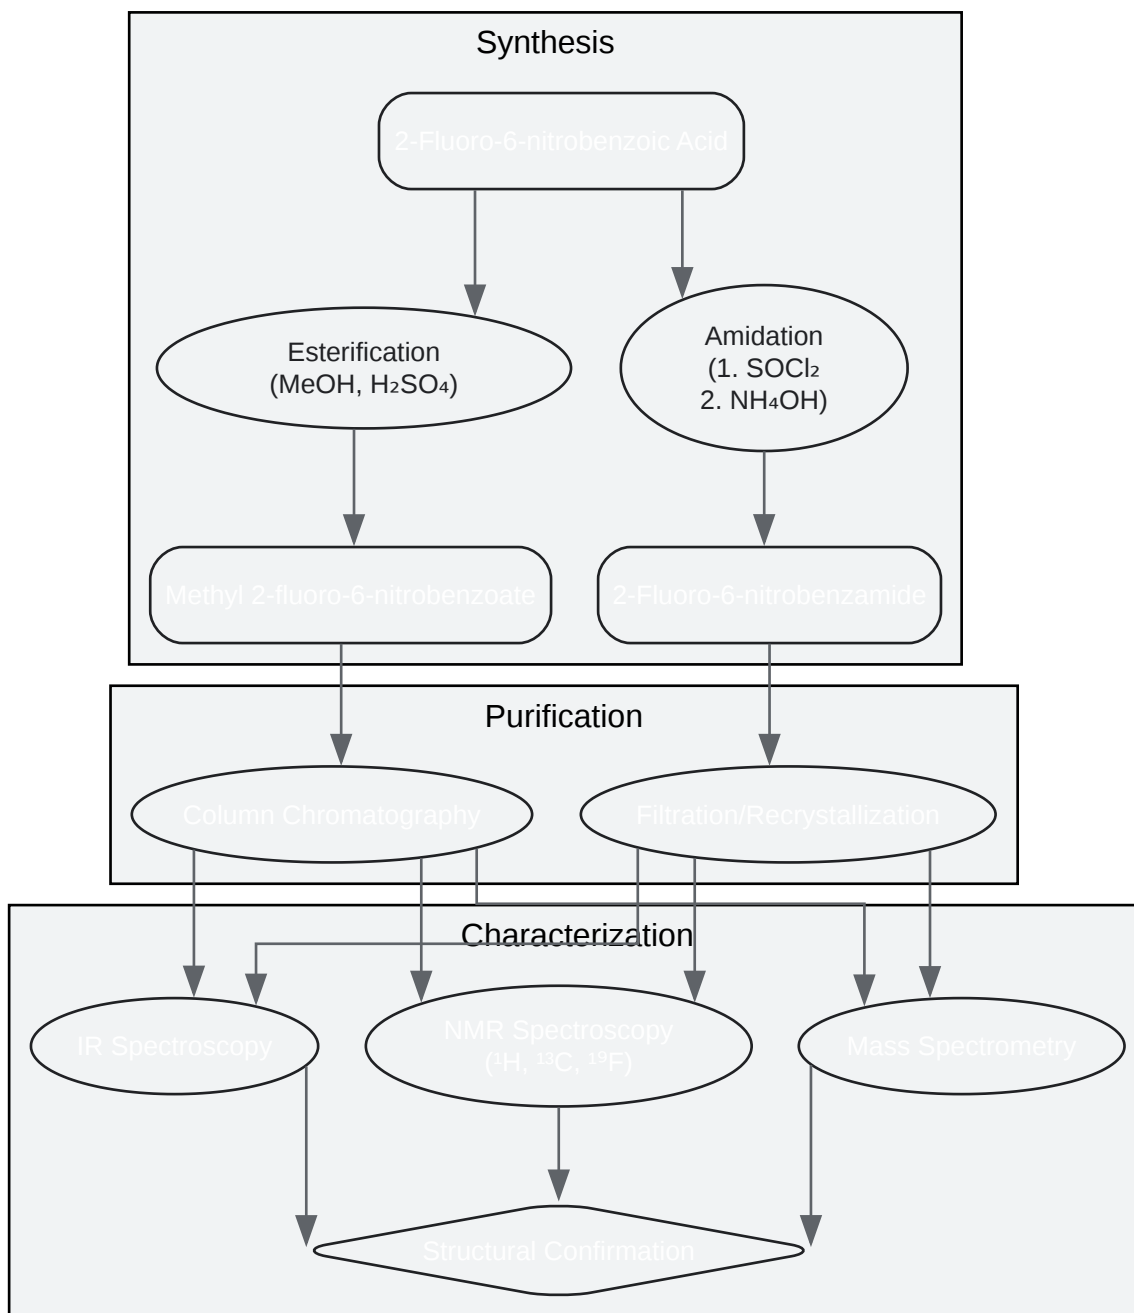 Synthesis
2-Fluoro-6-nitrobenzoic Acid
Esterification
(MeOH, H₂SO₄)
Amidation
(1. SOCl₂
2. NH₄OH)
Methyl 2-fluoro-6-nitrobenzoate
2-Fluoro-6-nitrobenzamide
Purification
Column Chromatography
Filtration/Recrystallization
Characterization
IR Spectroscopy
NMR Spectroscopy
(¹H, ¹³C, ¹⁹F)
Mass Spectrometry
Structural Confirmation